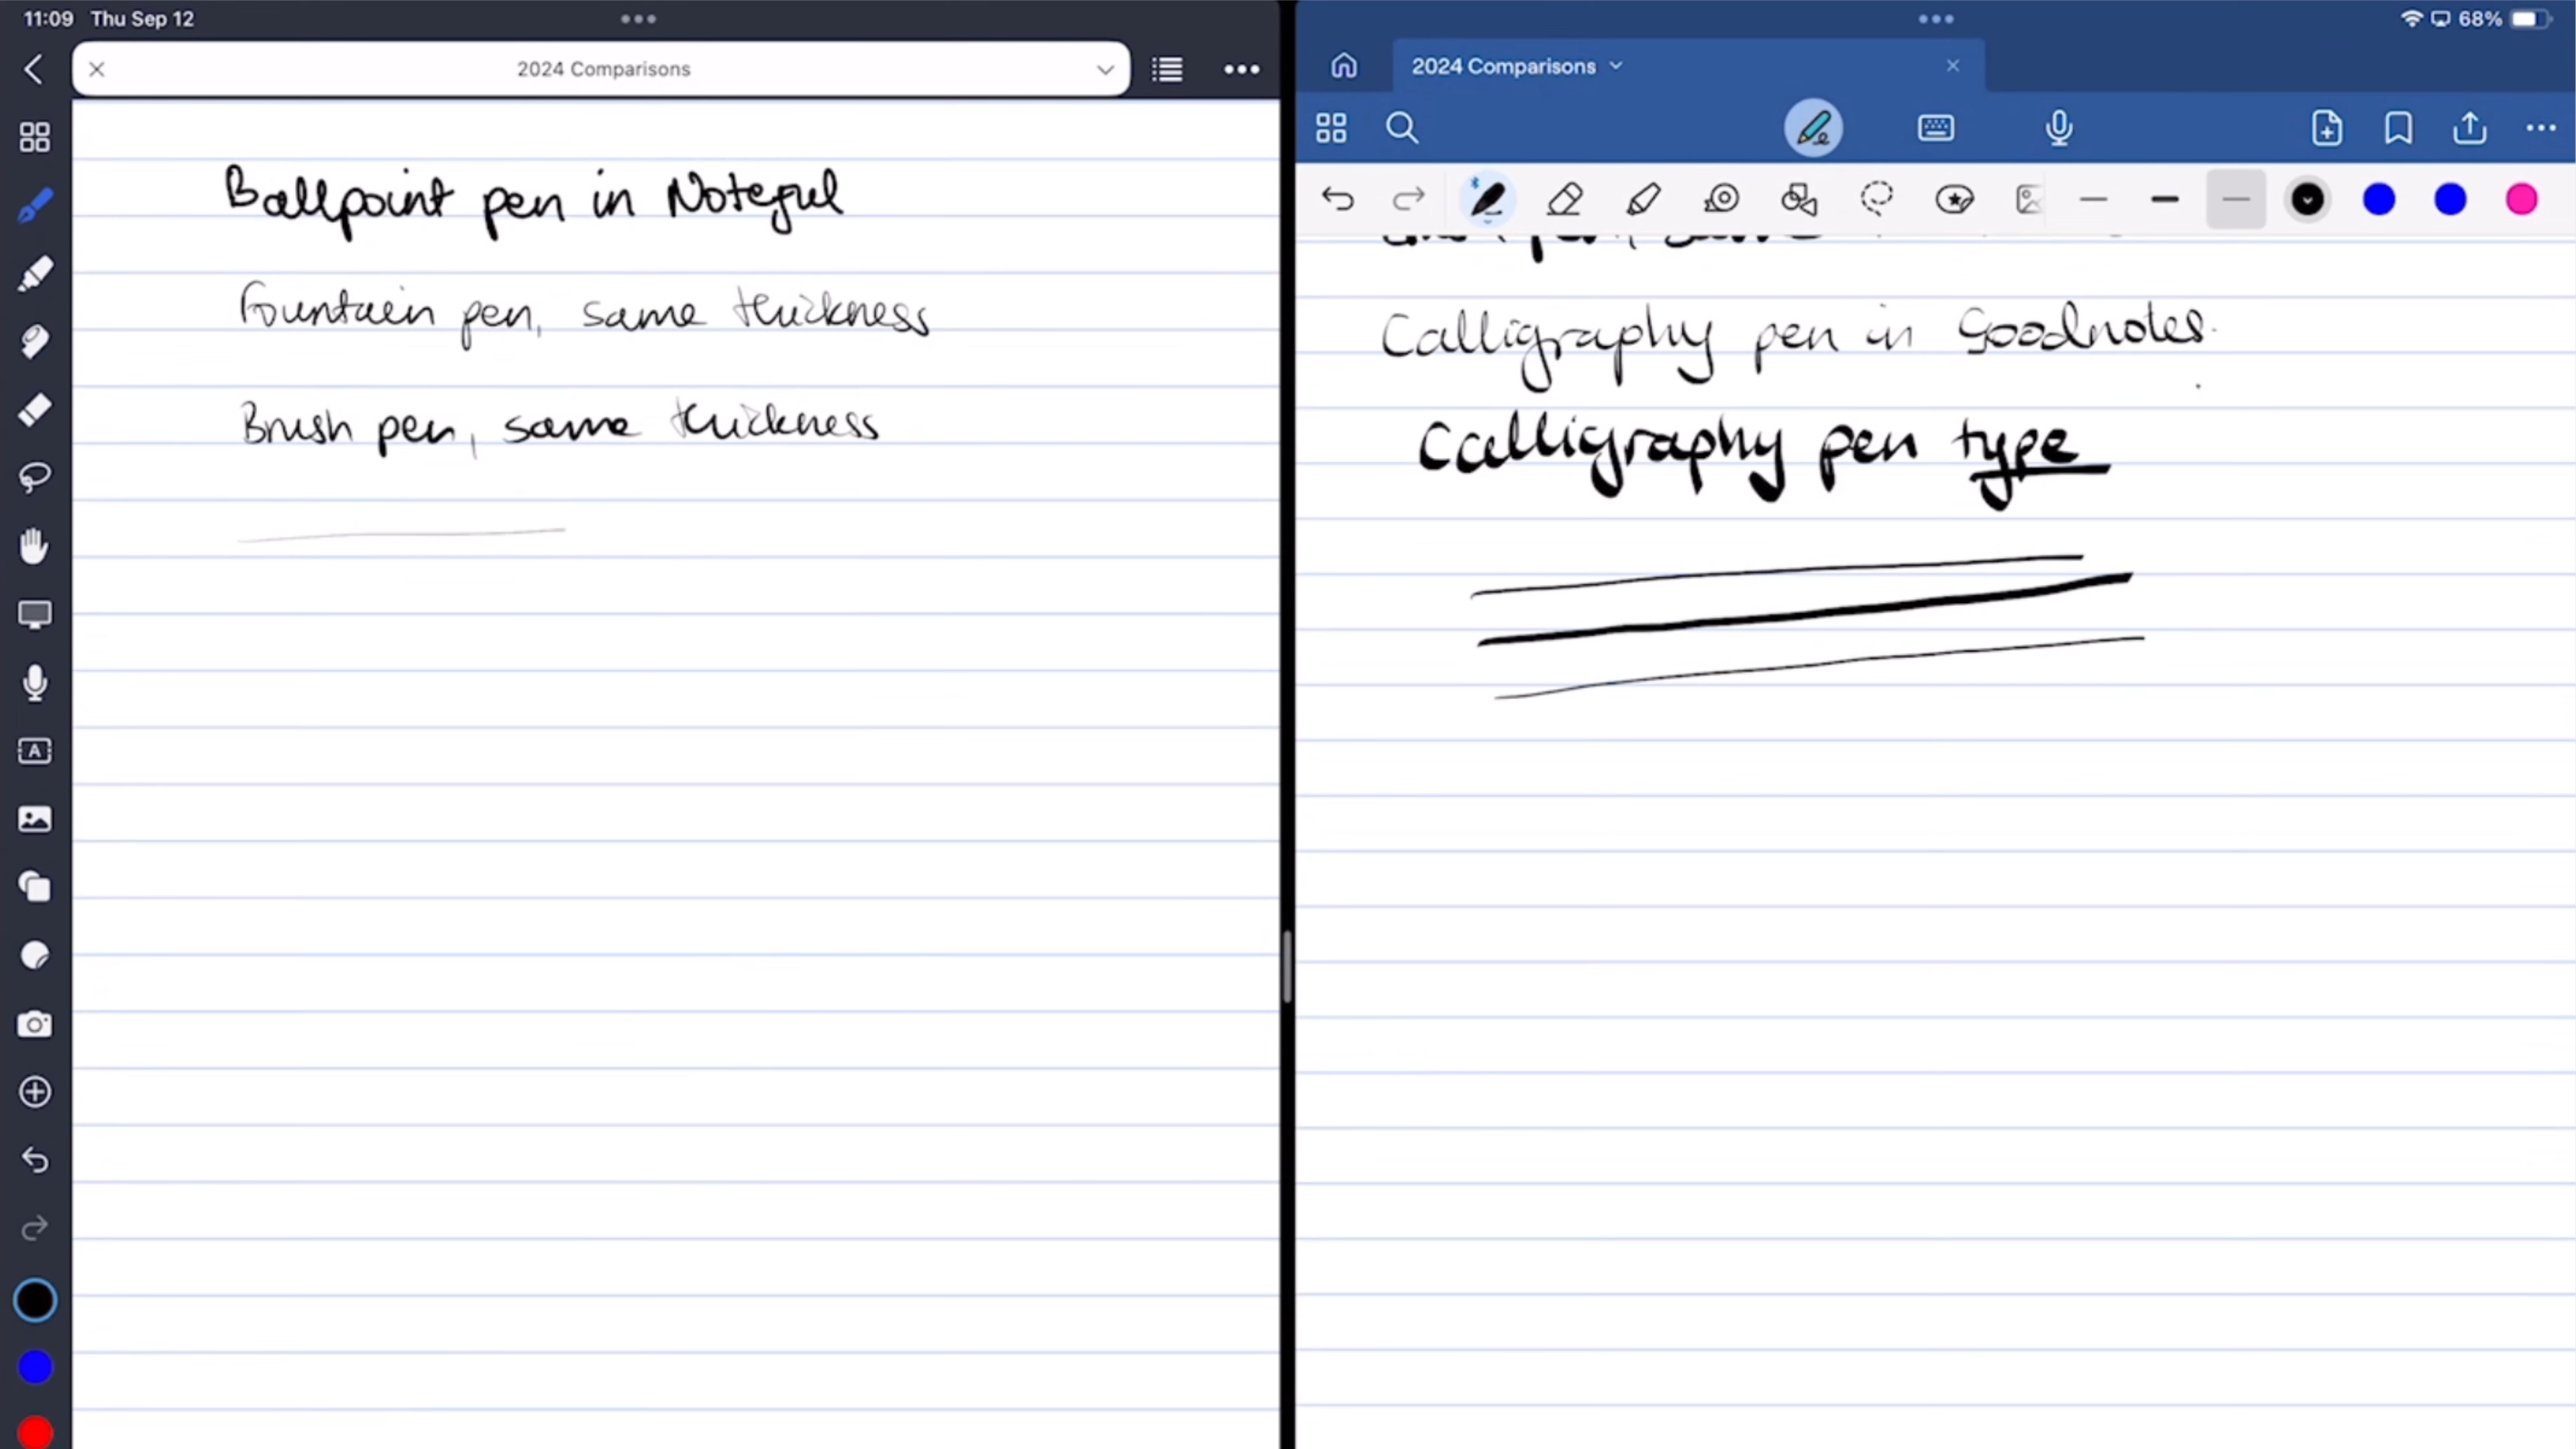 11:09 Thu Sep 12
68%
2024 Comparisons
2024 Comparisons
Ballpoint pen in Noteful
Fountain pen, same thickness
Brush pen, same thickness
A
Calligraphy pen in Goodnotes.
Calligraphy pen type